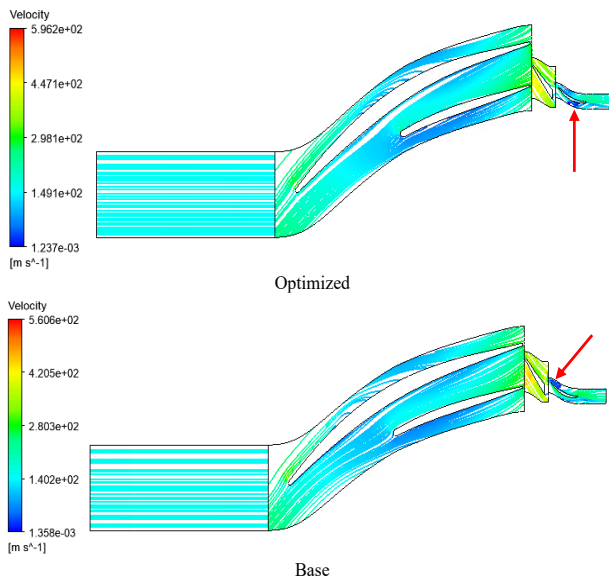 Velocity
5.962e+02
4.471e+02
2.981e+02
1.491e+02
1.237e-03
[m s^-1]
Optimized
Velocity
5.606e+02
4.205e+02
2.803e+02
1.402e+02
1.358e-03
[m s^-1]
Base